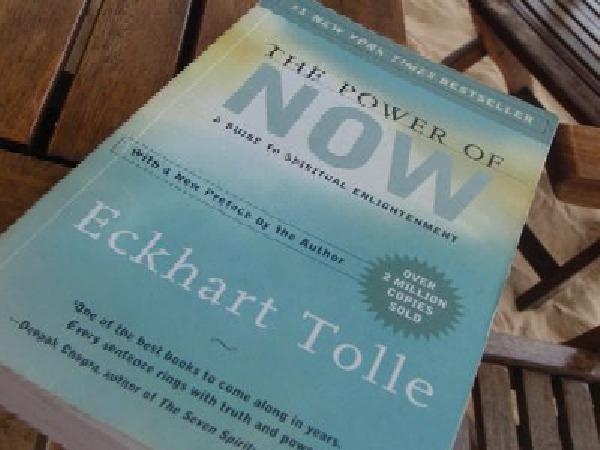 #1 NEW YORK TIMES BESTSELLER
THE POWER OF
NOW
A GUIDE TO SPIRITUAL ENLIGHTENMENT
With a New Preface By the Author
OVER
2 MILLION
COPIES
SOLD
Eckhart Tolle
"One of the best books to come along in years.
Every sentence rings with truth and
—Deepak Chopra, author of The Seven